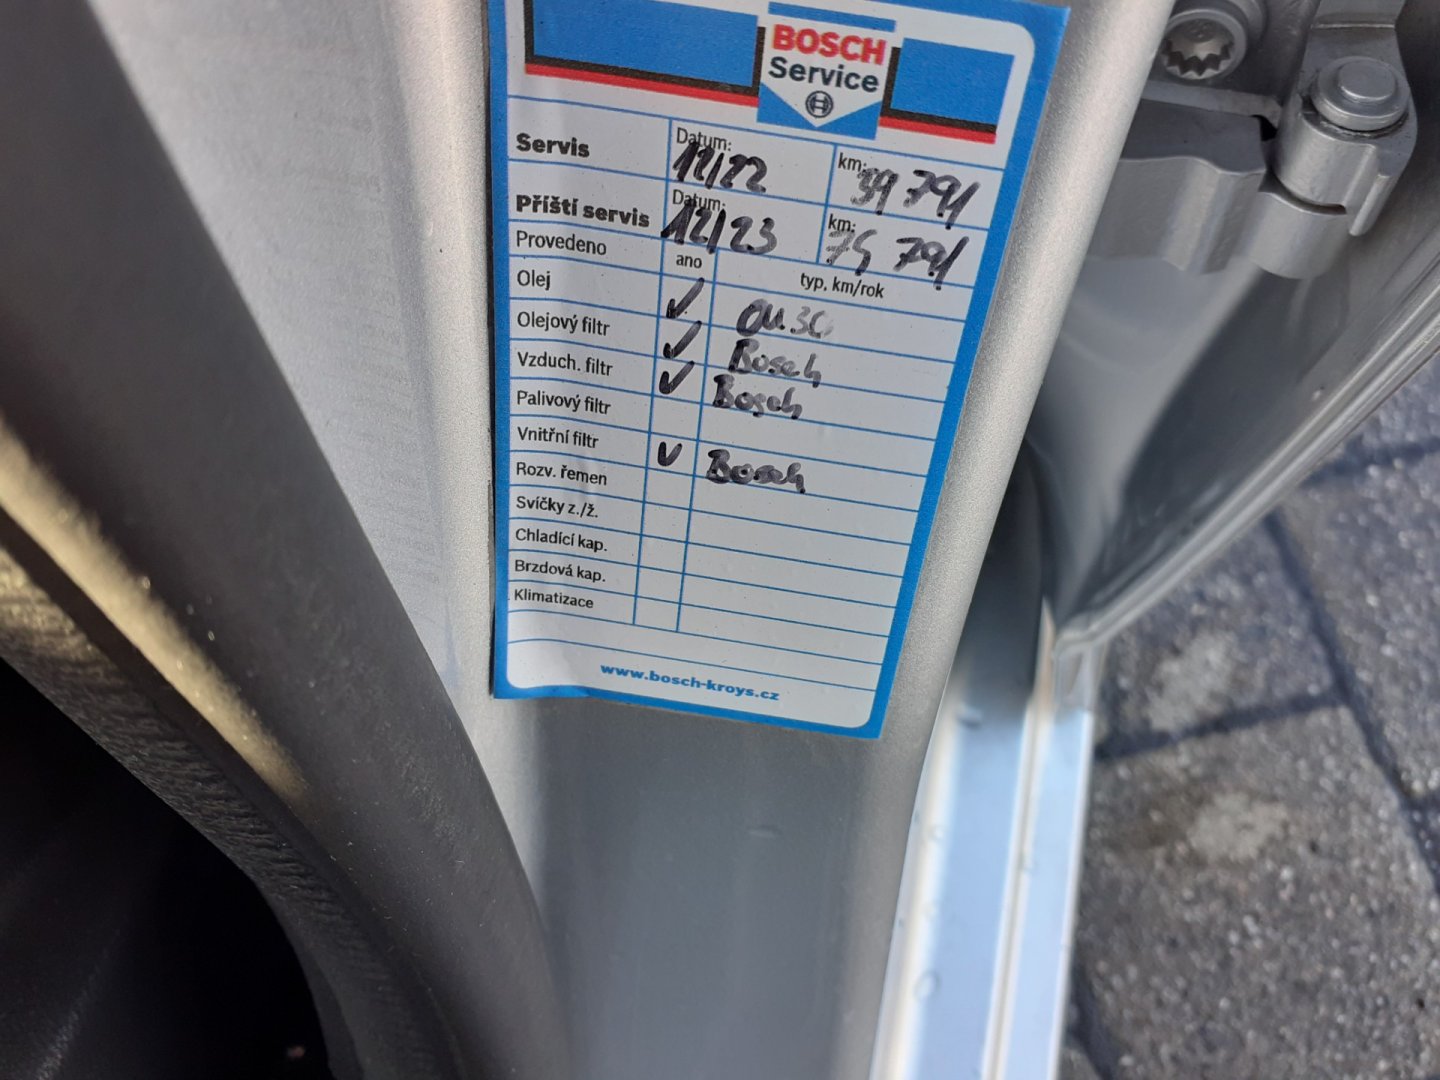 BOSCH
Service
Servis Datum: 12/22 km: 59 791
Příští servis Datum: 12/23 km: 75 791
Provedeno ano typ, km/rok
Olej ✓ 0W30
Olejový filtr ✓ Bosch
Vzduch. filtr ✓ Bosch
Palivový filtr
Vnitřní filtr ✓ Bosch
Rozv. řemen
Svíčky z./ž.
Chladící kap.
Brzdová kap.
Klimatizace
www.bosch-kroys.cz